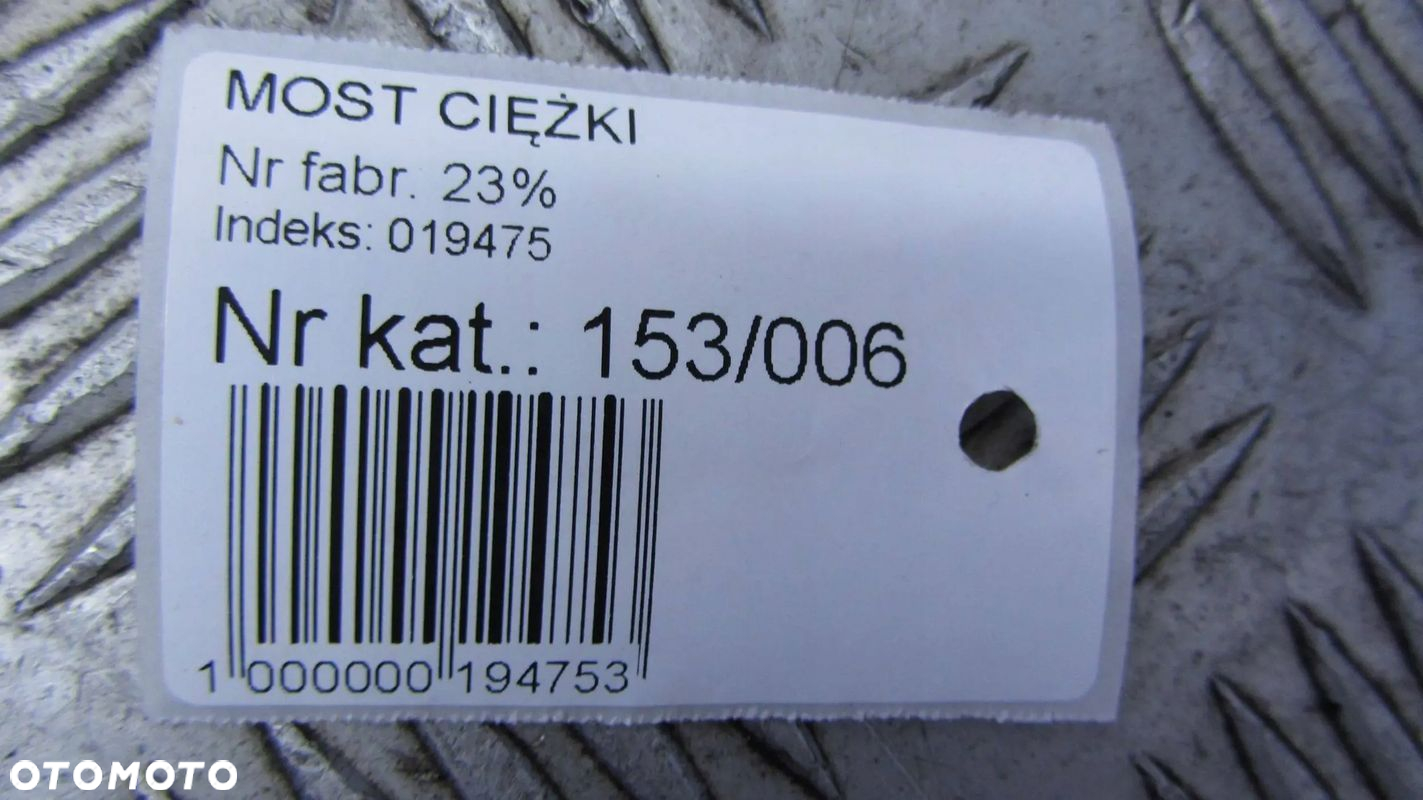 MOST CIĘŻKI
Nr fabr. 23%
Indeks: 019475
Nr kat.: 153/006
1 000000 194753
OTOMOTO